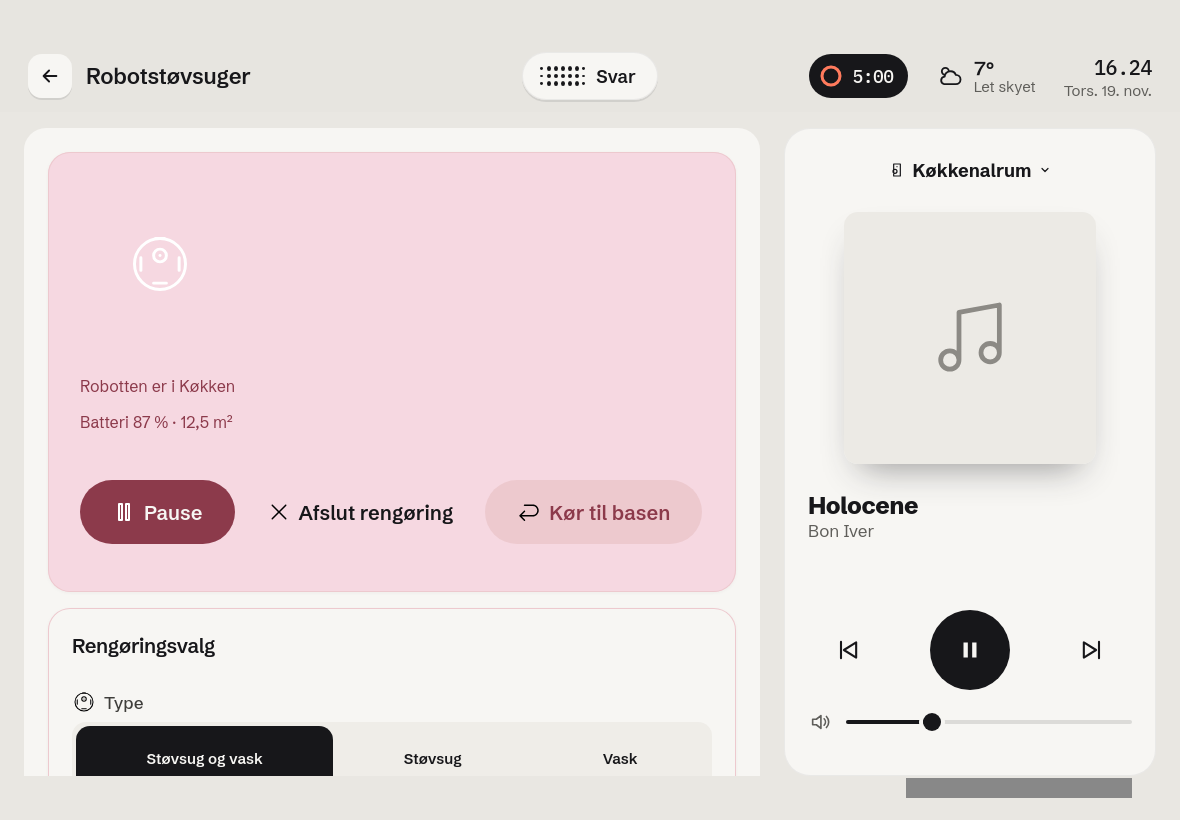 Robotstøvsuger
Svar
5:00
7°
Let skyet
16.24
Tors. 19. nov.
Robotten er i Køkken
Batteri 87 % · 12,5 m²
Pause
Afslut rengøring
Kør til basen
Rengøringsvalg
Type
Støvsug og vask
Støvsug
Vask
Køkkenalrum
Holocene
Bon Iver